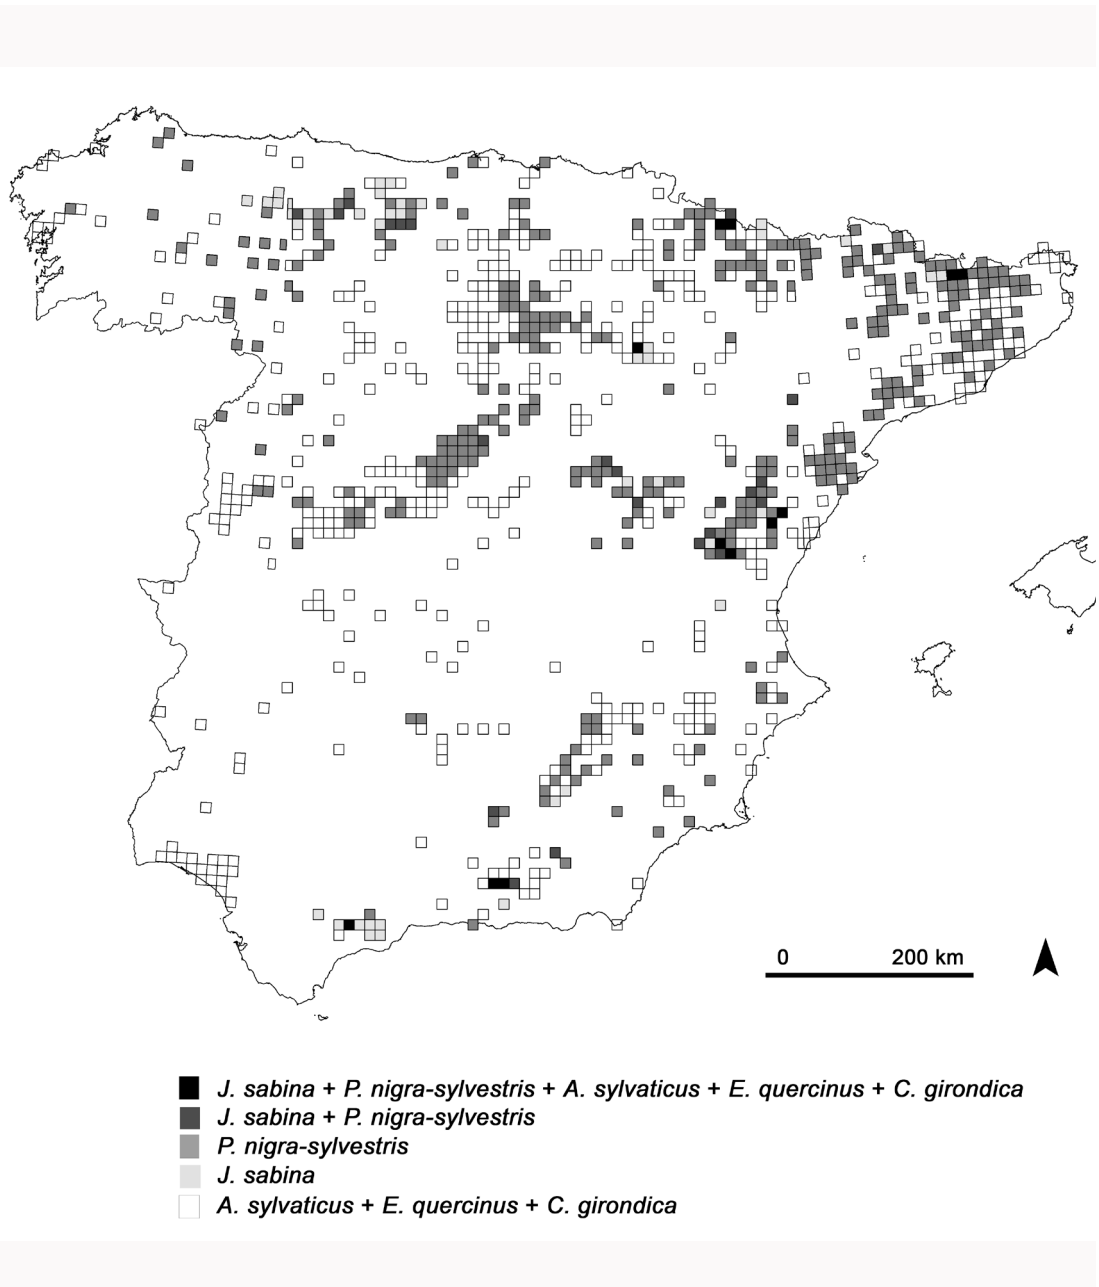 0 200 km
J. sabina + P. nigra-sylvestris + A. sylvaticus + E. quercinus + C. girondica
J. sabina + P. nigra-sylvestris
P. nigra-sylvestris
J. sabina
A. sylvaticus + E. quercinus + C. girondica